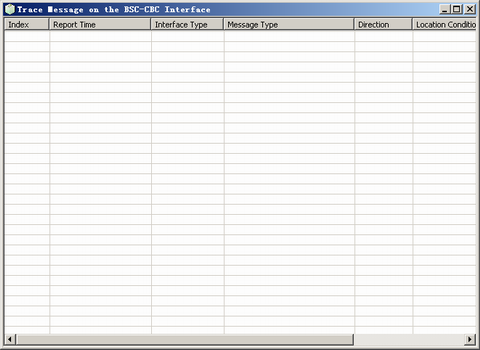 Trace Message on the BSC-CBC Interface
Index Report Time Interface Type Message Type Direction Location Conditio